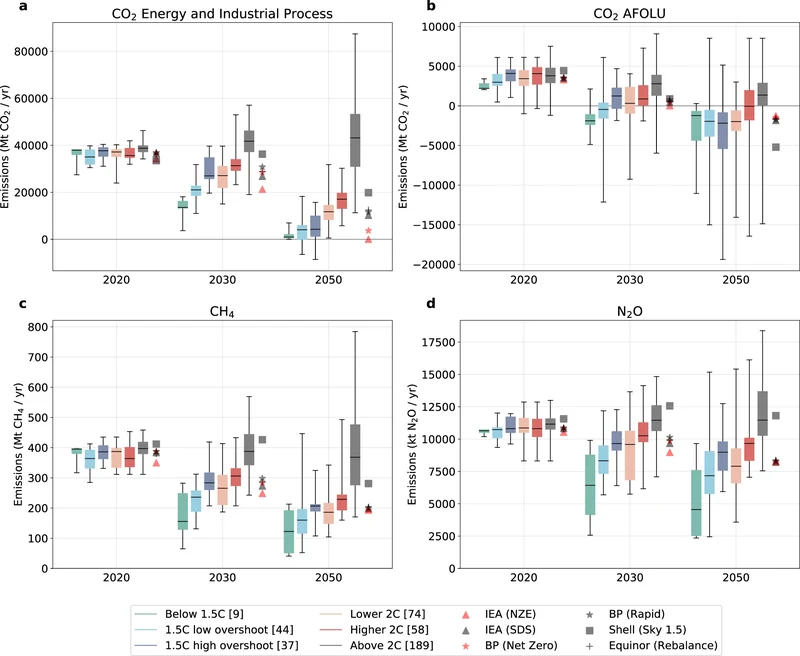 a
CO2 Energy and Industrial Process
Emissions (Mt CO2 / yr)
80000
60000
40000
20000
0
2020
2030
2050
b
CO2 AFOLU
Emissions (Mt CO2 / yr)
10000
5000
0
−5000
−10000
−15000
−20000
2020
2030
2050
c
CH4
Emissions (Mt CH4 / yr)
800
700
600
500
400
300
200
100
0
2020
2030
2050
d
N2O
Emissions (kt N2O / yr)
17500
15000
12500
10000
7500
5000
2500
0
2020
2030
2050
Below 1.5C [9]
1.5C low overshoot [44]
1.5C high overshoot [37]
Lower 2C [74]
Higher 2C [58]
Above 2C [189]
IEA (NZE)
IEA (SDS)
BP (Net Zero)
BP (Rapid)
Shell (Sky 1.5)
Equinor (Rebalance)